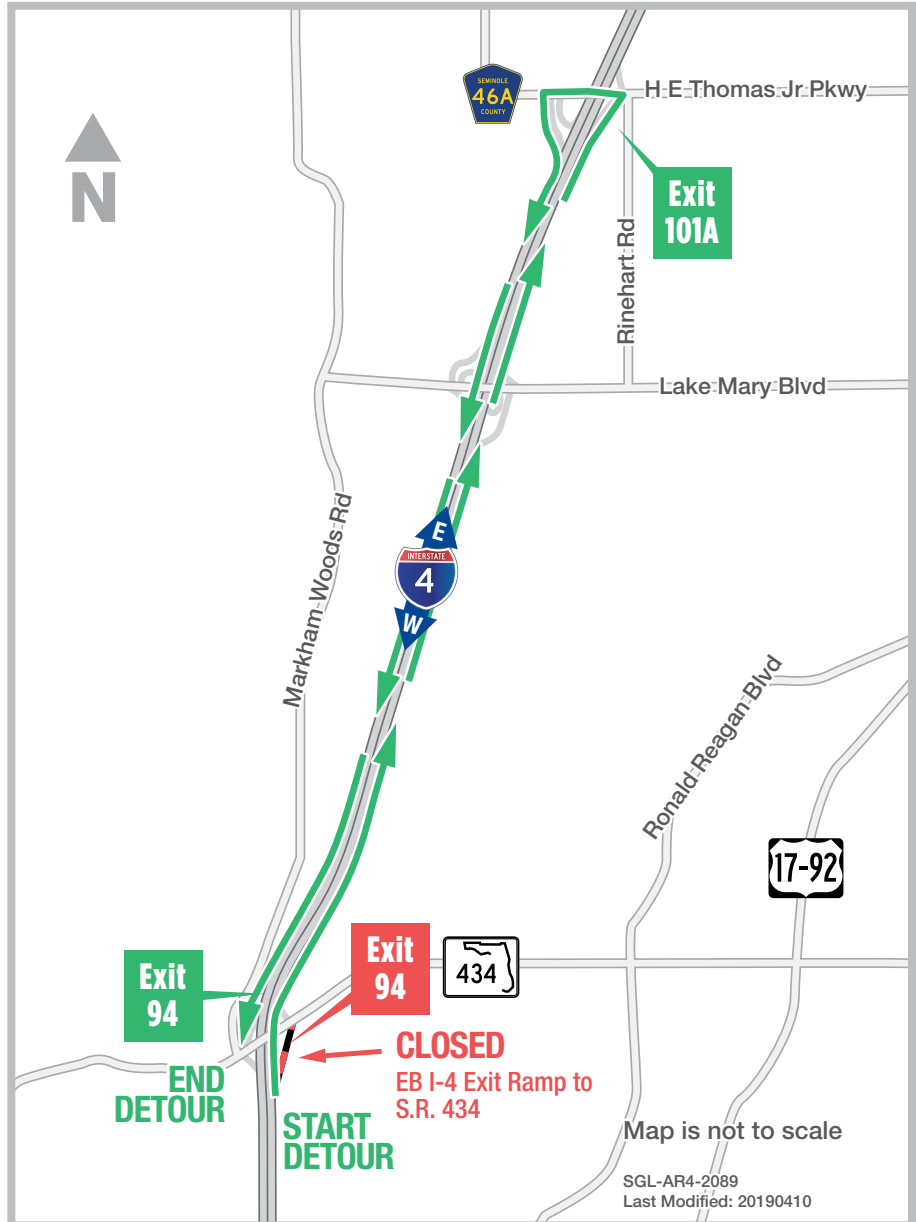 SEMINOLE
46A
COUNTY
H E Thomas Jr Pkwy
N
Exit
101A
Rinehart Rd
Lake Mary Blvd
Markham Woods Rd
E
INTERSTATE
4
W
Ronald Reagan Blvd
17-92
Exit
94
Exit
94
434
CLOSED
EB I-4 Exit Ramp to
S.R. 434
END
DETOUR
START
DETOUR
Map is not to scale
SGL-AR4-2089
Last Modified: 20190410